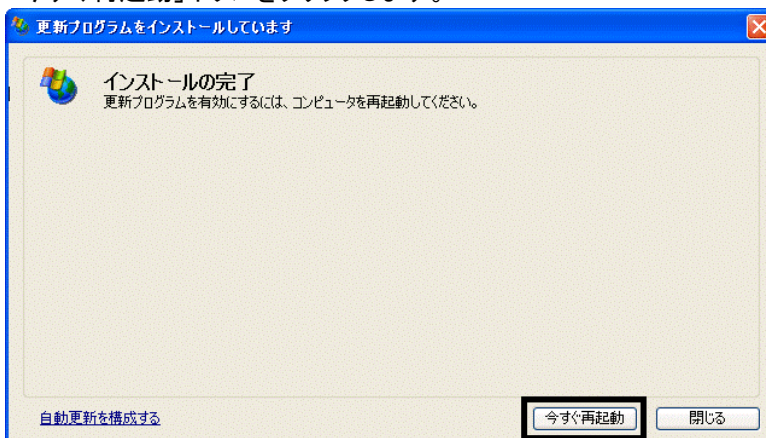 更新プログラムをインストールしています
インストールの完了
更新プログラムを有効にするには、コンピュータを再起動してください。
自動更新を構成する
今すぐ再起動
閉じる